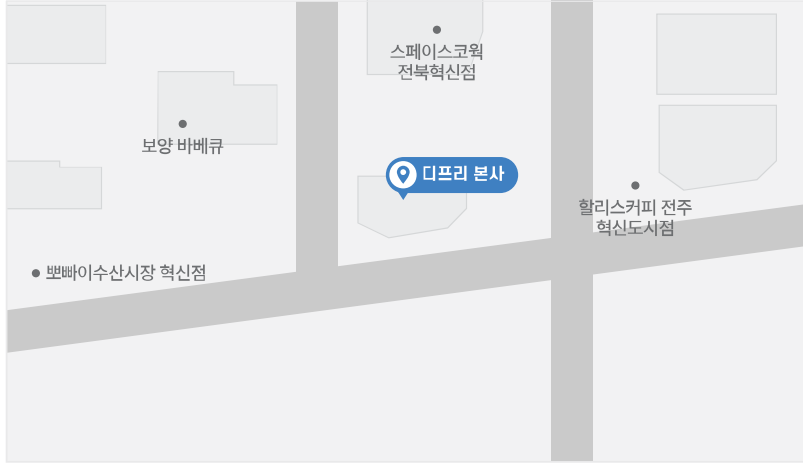 스페이스코웍
전북혁신점
보양 바베큐
디프리 본사
할리스커피 전주
혁신도시점
뽀빠이수산시장 혁신점